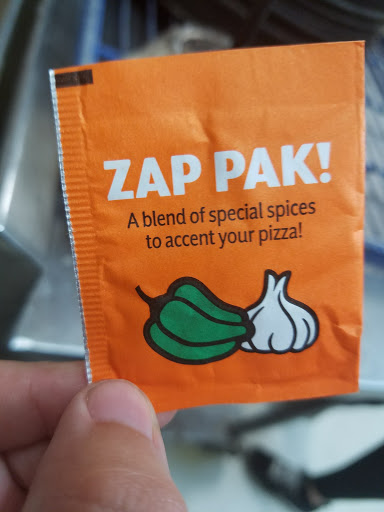 ZAP PAK!
A blend of special spices
to accent your pizza!